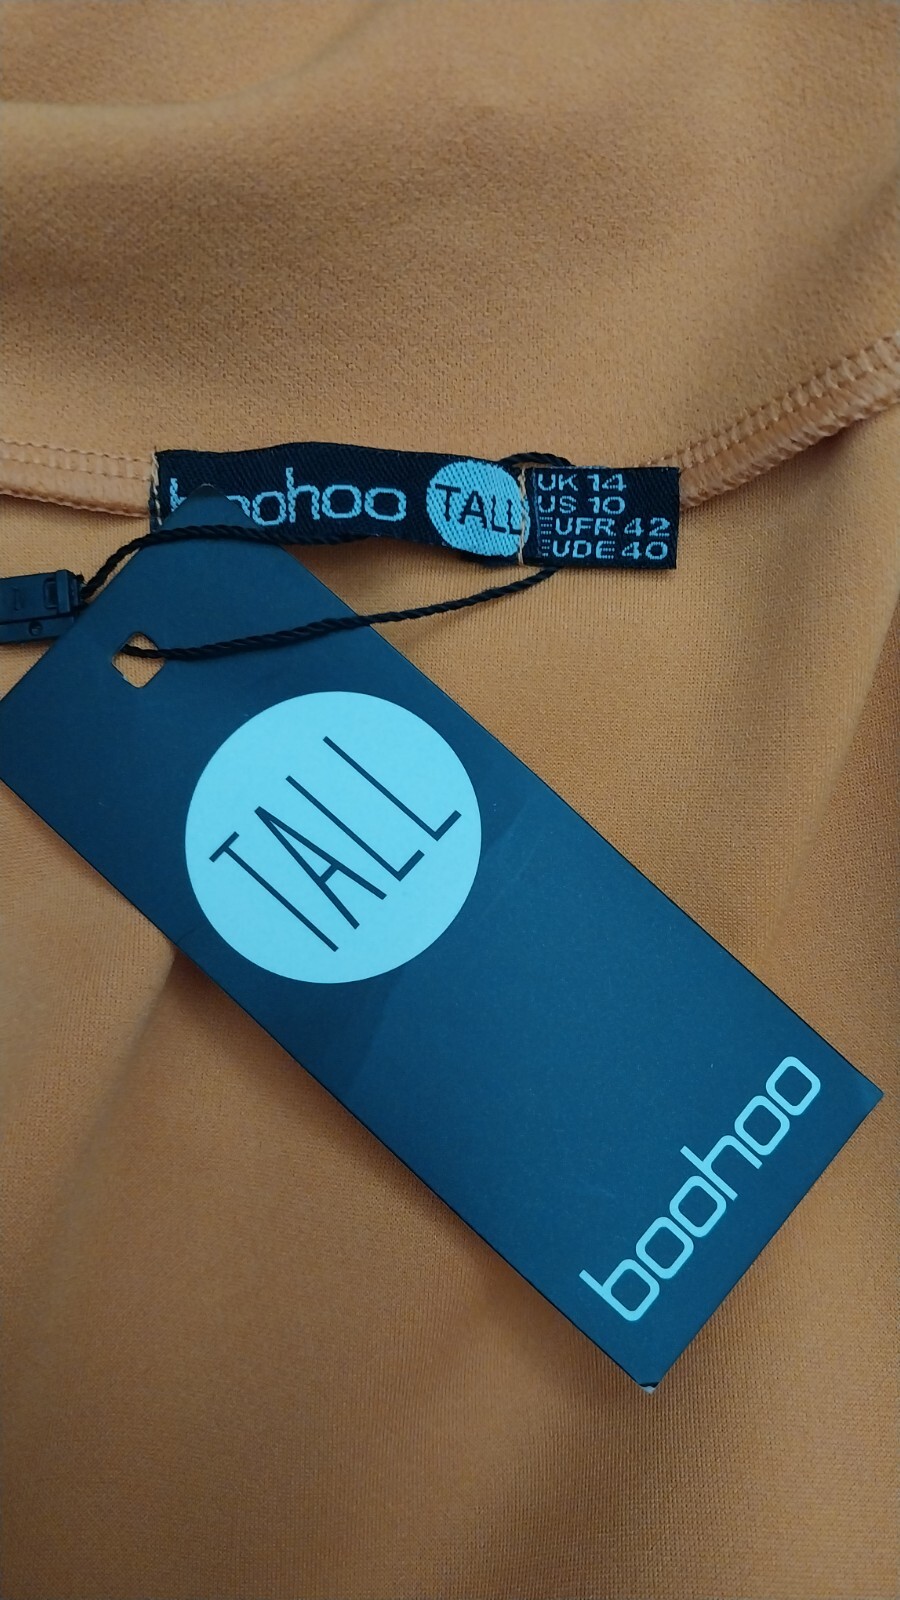 boohoo TALL
UK 14
US 10
EUFR 42
EUDE 40
TALL
boohoo